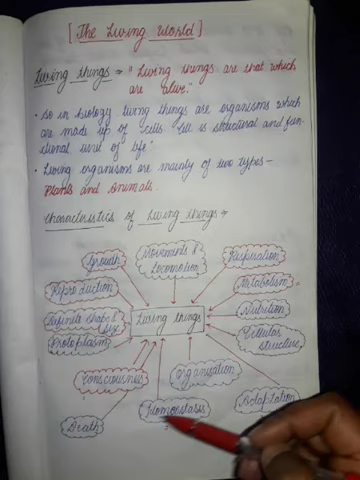 [The Living World]
Living things → "Living things are that which
are alive."
• So in biology living things are organisms which
are made up of "cells. Cell is structural and fun-
ctional unit of life."
• Living organisms are mainly of two types-
Plants and Animals.
Characteristics of Living things→
Growth
Movements &
Locomotion
Respiration
Reproduction
Metabolism
Definite shape &
size
Living things
Nutrition
Protoplasm
Cellular
structure
Consciousness
Organisation
Homeostasis
Adaptation
Death